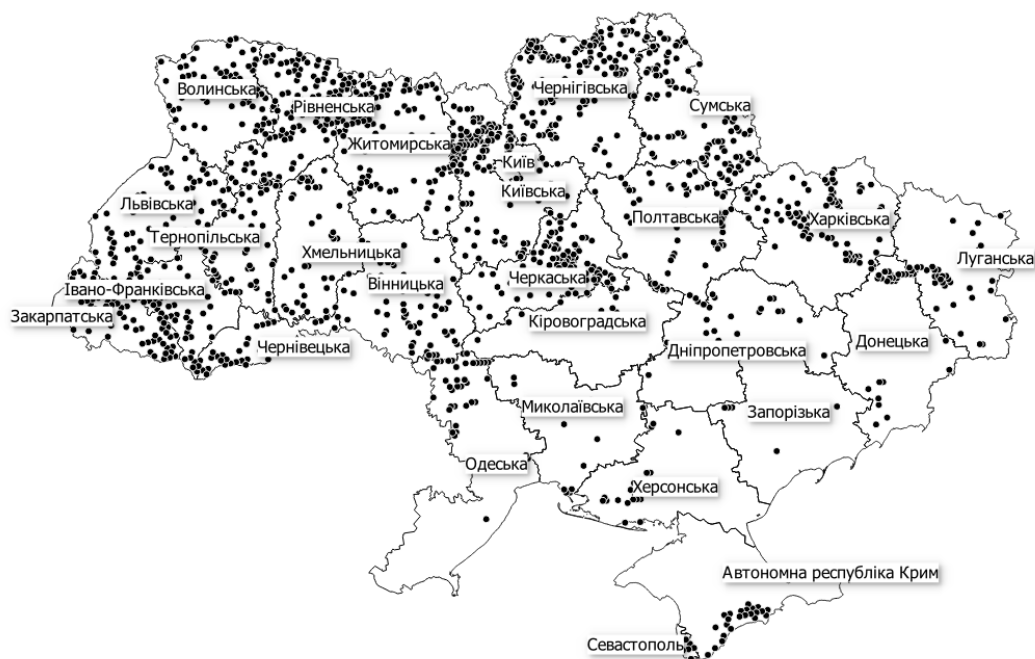 Волинська
Рівненська
Чернігівська
Сумська
Житомирська
Київ
Київська
Львівська
Тернопільська
Полтавська
Харківська
Хмельницька
Луганська
Вінницька
Черкаська
Івано-Франківська
Закарпатська
Кіровоградська
Чернівецька
Дніпропетровська
Донецька
Миколаївська
Запорізька
Одеська
Херсонська
Автономна республіка Крим
Севастополь